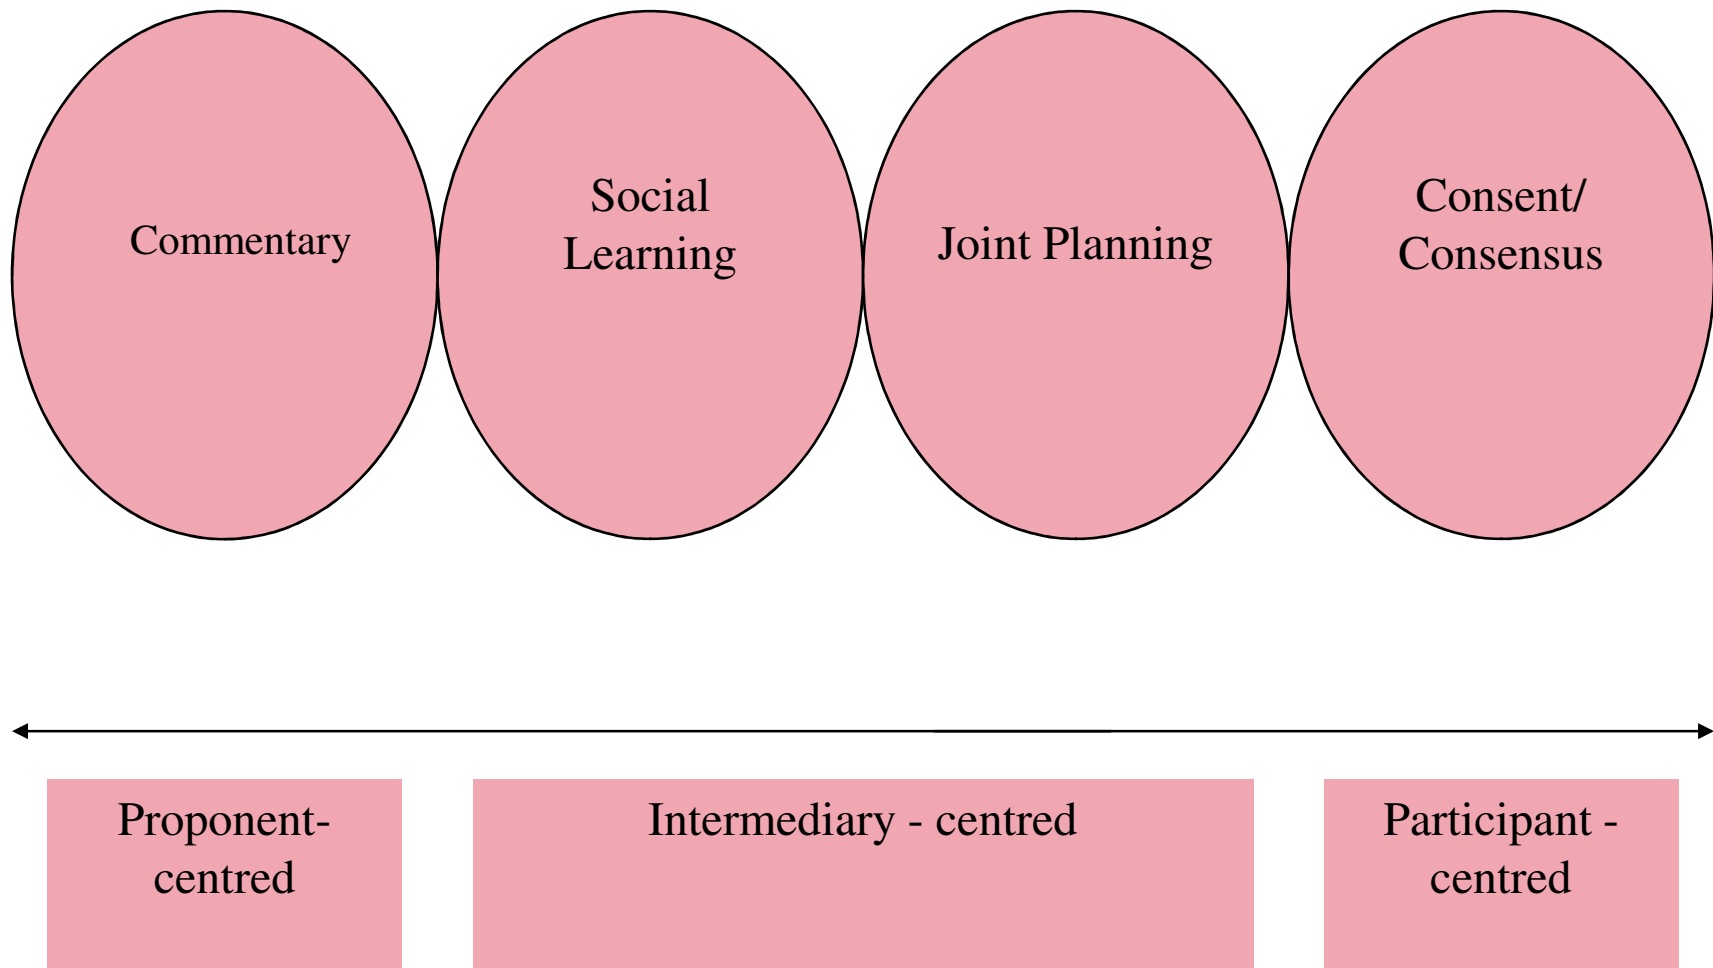 Commentary
Social
Learning
Joint Planning
Consent/
Consensus
Proponent-
centred
Intermediary - centred
Participant -
centred